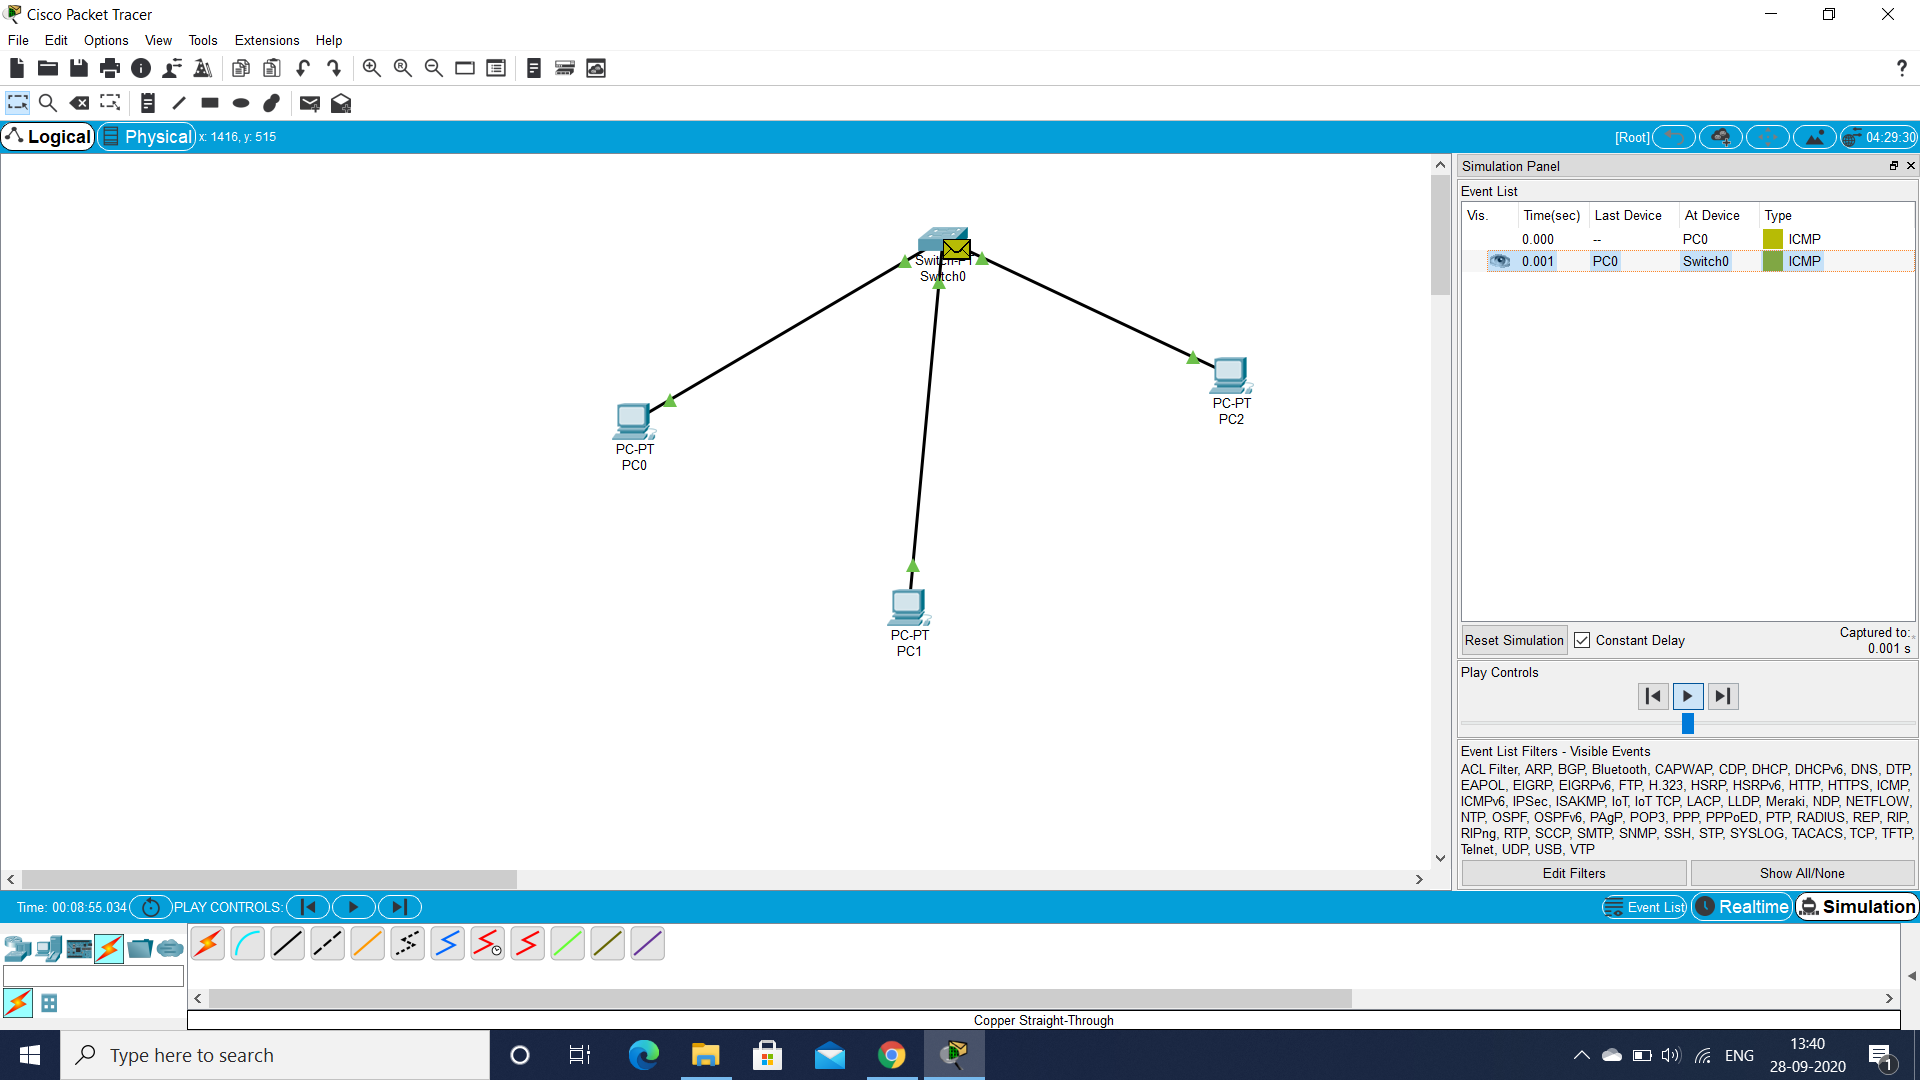 Cisco Packet Tracer
File Edit Options View Tools Extensions Help
?
Logical Physical x: 1416, y: 515 [Root] 04:29:30
Simulation Panel
Event List
Vis. Time(sec) Last Device At Device Type
0.000 -- PC0 ICMP
0.001 PC0 Switch0 ICMP
Switch-PT
Switch0
PC-PT
PC2
PC-PT
PC0
PC-PT
PC1
Reset Simulation Constant Delay Captured to:
0.001 s
Play Controls
Event List Filters - Visible Events
ACL Filter, ARP, BGP, Bluetooth, CAPWAP, CDP, DHCP, DHCPv6, DNS, DTP,
EAPOL, EIGRP, EIGRPv6, FTP, H.323, HSRP, HSRPv6, HTTP, HTTPS, ICMP,
ICMPv6, IPSec, ISAKMP, IoT, IoT TCP, LACP, LLDP, Meraki, NDP, NETFLOW,
NTP, OSPF, OSPFv6, PAgP, POP3, PPP, PPPoED, PTP, RADIUS, REP, RIP,
RIPng, RTP, SCCP, SMTP, SNMP, SSH, STP, SYSLOG, TACACS, TCP, TFTP,
Telnet, UDP, USB, VTP
Edit Filters Show All/None
Time: 00:08:55.034 PLAY CONTROLS: Event List Realtime Simulation
Copper Straight-Through
Type here to search
ENG
13:40
28-09-2020
1